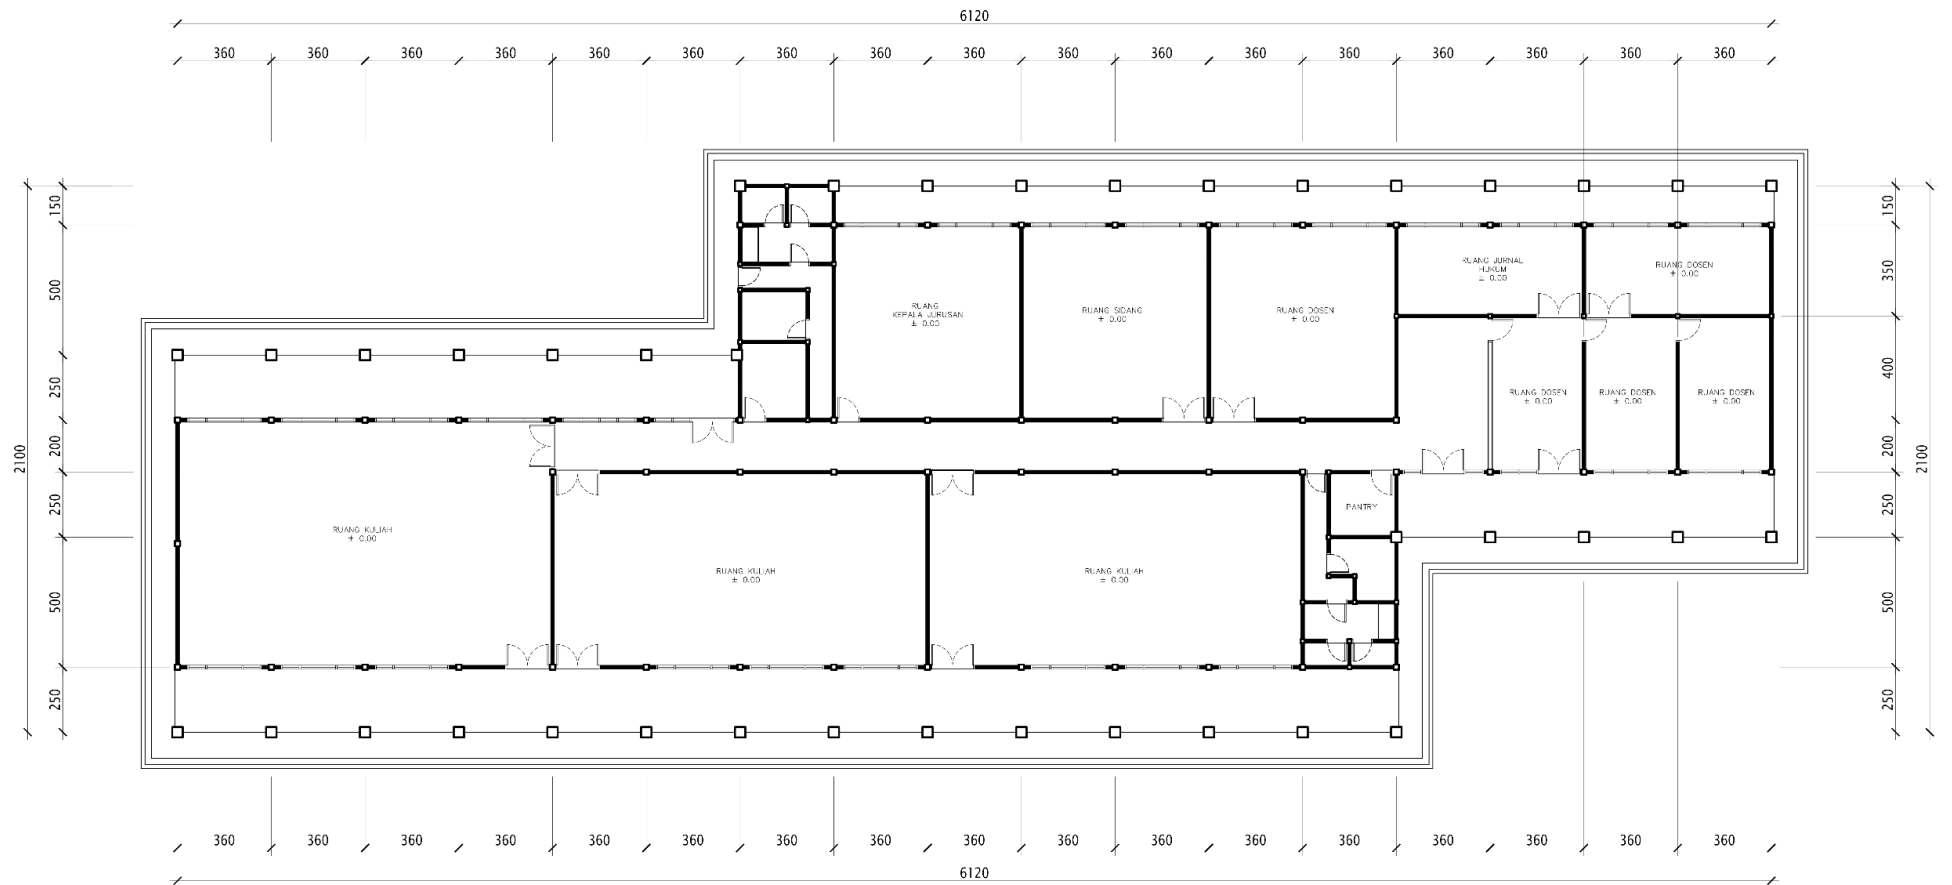 6120
360 360 360 360 360 360 360 360 360 360 360 360 360 360 360 360 360
150
500
250
200
250
500
250
2100
RUANG
KEPALA JURUSAN
± 0.00
RUANG SIDANG
± 0.00
RUANG DOSEN
± 0.00
RUANG JURNAL
HUKUM
± 0.00
RUANG DOSEN
± 0.00
RUANG DOSEN
± 0.00
RUANG DOSEN
± 0.00
RUANG DOSEN
± 0.00
RUANG KULIAH
± 0.00
RUANG KULIAH
± 0.00
RUANG KULIAH
± 0.00
PANTRY
150
350
400
200
250
500
250
2100
360 360 360 360 360 360 360 360 360 360 360 360 360 360 360 360 360
6120